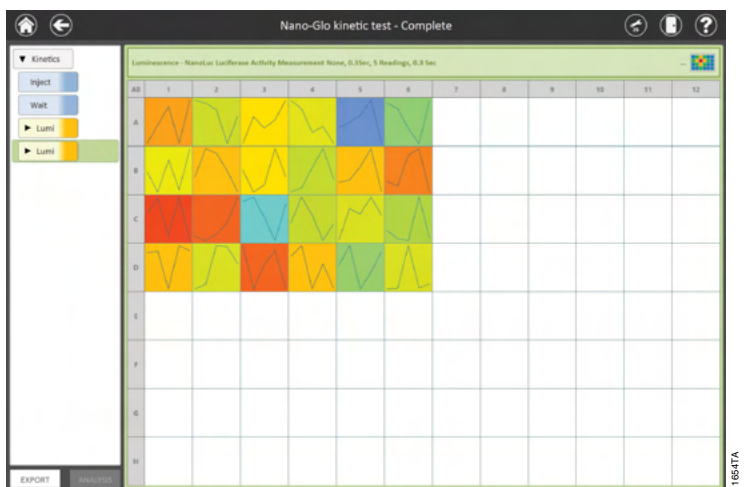 Nano-Glo kinetic test - Complete
▼ Kinetics
Inject
Wait
► Lumi
► Lumi
Luminescence - NanoLuc Luciferase Activity Measurement None, 0.3Sec, 5 Readings, 0.3 Sec
All 1 2 3 4 5 6 7 8 9 10 11 12
A
B
C
D
E
F
G
H
EXPORT ANALYSIS
1654TA